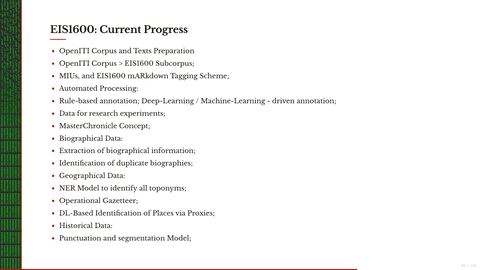 EIS1600: Current Progress
OpenITI Corpus and Texts Preparation
OpenITI Corpus > EIS1600 Subcorpus;
MIUs, and EIS1600 mARkdown Tagging Scheme;
Automated Processing:
Rule-based annotation; Deep-Learning / Machine-Learning - driven annotation;
Data for research experiments;
MasterChronicle Concept;
Biographical Data:
Extraction of biographical information;
Identification of duplicate biographies;
Geographical Data:
NER Model to identify all toponyms;
Operational Gazetteer;
DL-Based Identification of Places via Proxies;
Historical Data:
Punctuation and segmentation Model;